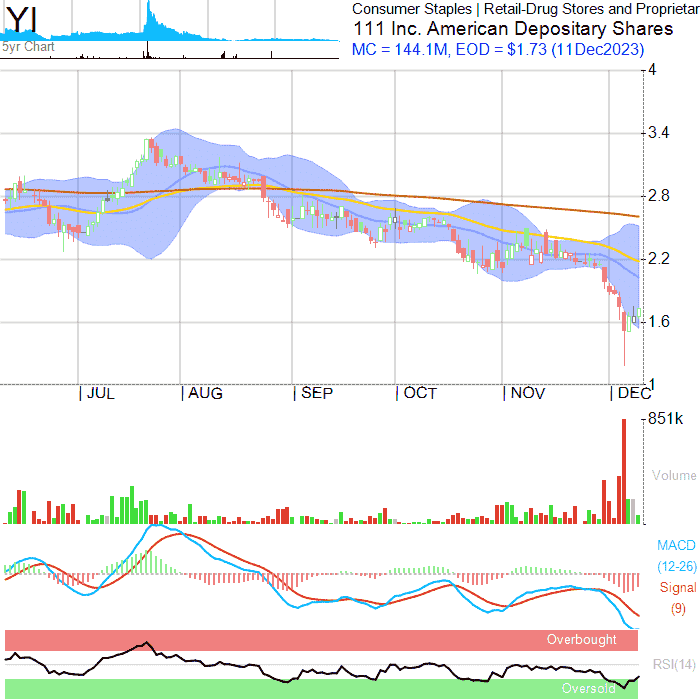 YI
5yr Chart
Consumer Staples | Retail-Drug Stores and Proprietar
111 Inc. American Depositary Shares
MC = 144.1M, EOD = $1.73 (11Dec2023)
4
3.4
2.8
2.2
1.6
1
JUL
AUG
SEP
OCT
NOV
DEC
851k
Volume
MACD
(12-26)
Signal
(9)
Overbought
RSI(14)
Oversold